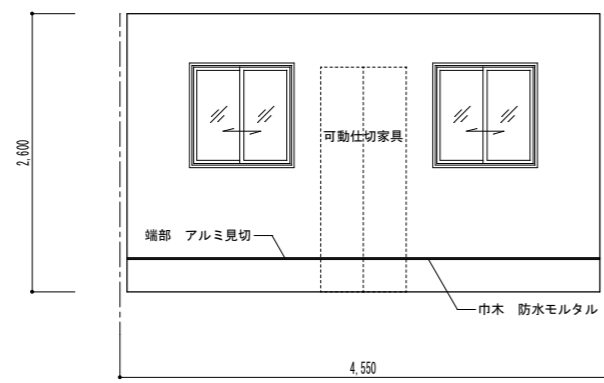 2,600
可動仕切家具
端部 アルミ見切
巾木 防水モルタル
4,550